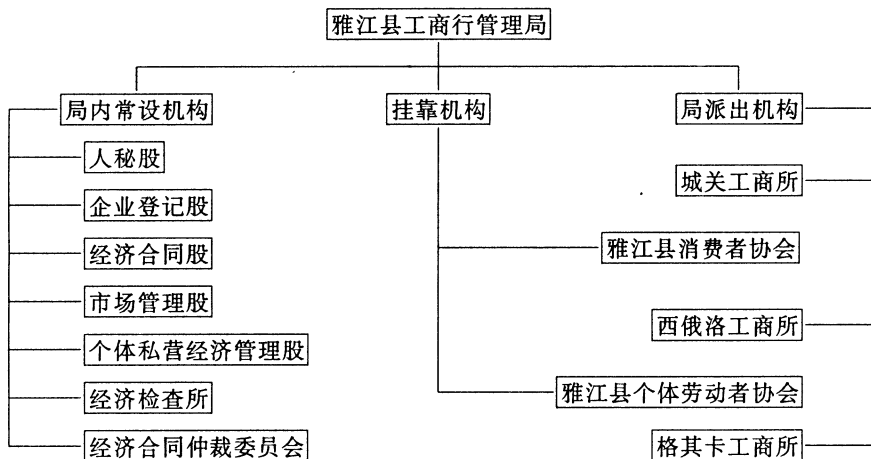 雅江县工商行管理局
局内常设机构
挂靠机构
局派出机构
人秘股
城关工商所
企业登记股
经济合同股
雅江县消费者协会
市场管理股
西俄洛工商所
个体私营经济管理股
经济检查所
雅江县个体劳动者协会
经济合同仲裁委员会
格其卡工商所